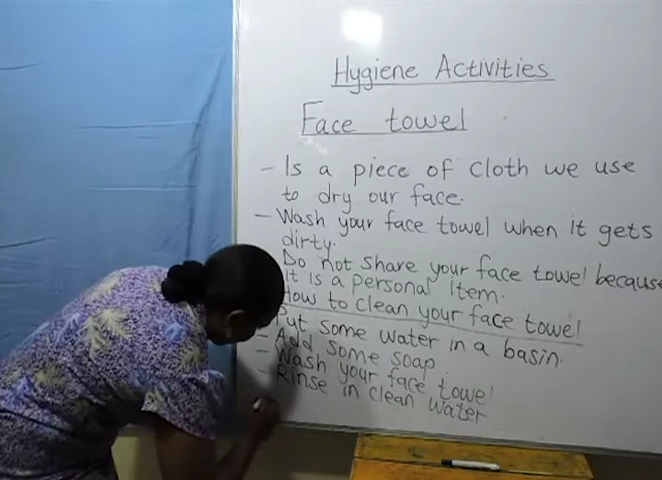 Hygiene Activities
Face towel
- Is a piece of cloth we use
to dry our face.
- Wash your face towel when it gets
dirty.
Do not share your face towel because
it is a personal item.
How to clean your face towel
Put some water in a basin.
- Add some soap
- Wash your face towel
- Rinse in clean water